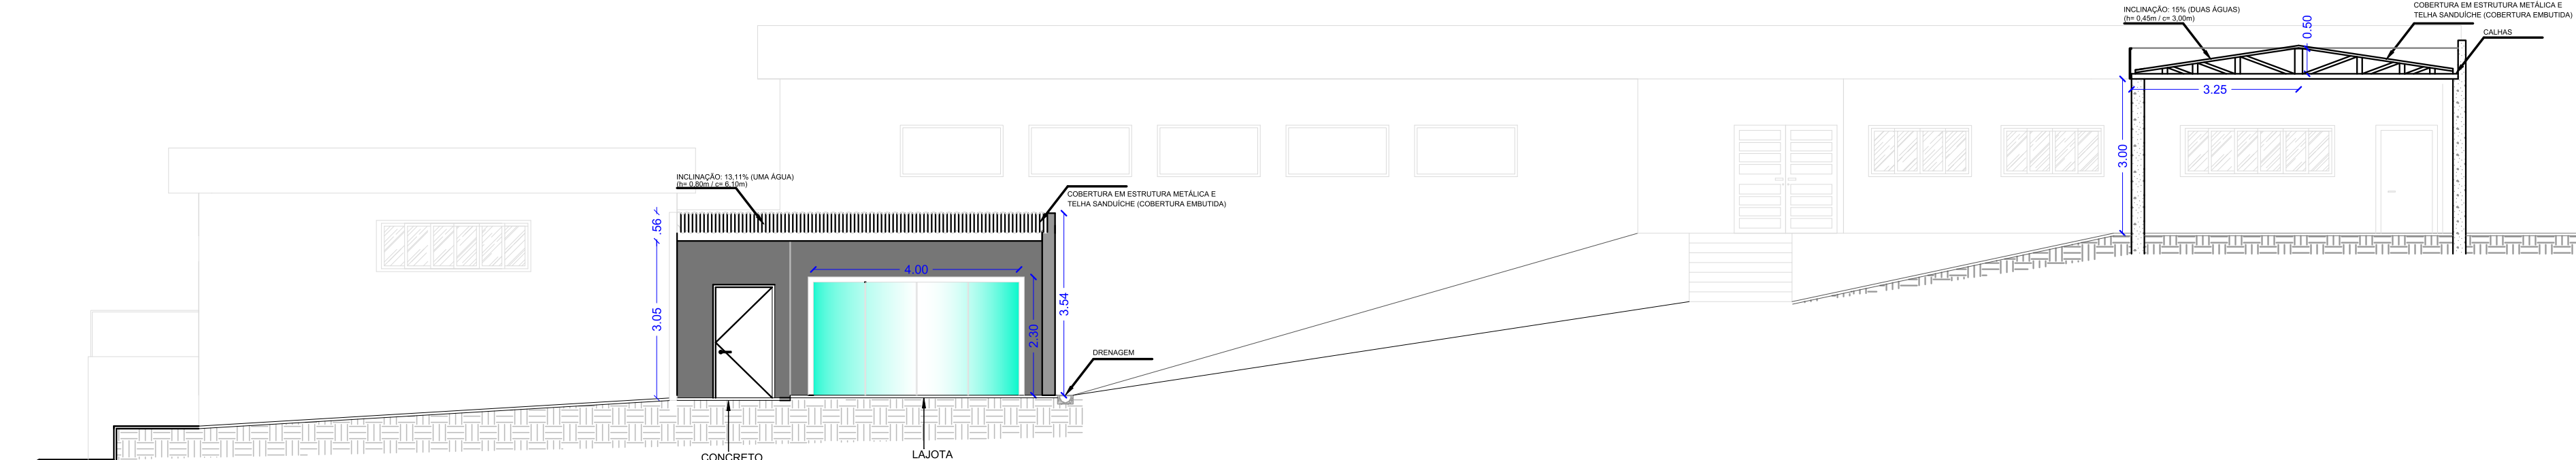 INCLINAÇÃO: 15% (DUAS ÁGUAS)
(h= 0,45m / c= 3,00m)
0.50
COBERTURA EM ESTRUTURA METÁLICA E
TELHA SANDUÍCHE (COBERTURA EMBUTIDA)
CALHAS
3.25
3.00
INCLINAÇÃO: 13,11% (UMA ÁGUA)
(h= 0,80m / c= 6,10m)
COBERTURA EM ESTRUTURA METÁLICA E
TELHA SANDUÍCHE (COBERTURA EMBUTIDA)
.56
4.00
3.05
2.30
3.54
DRENAGEM
CONCRETO
LAJOTA